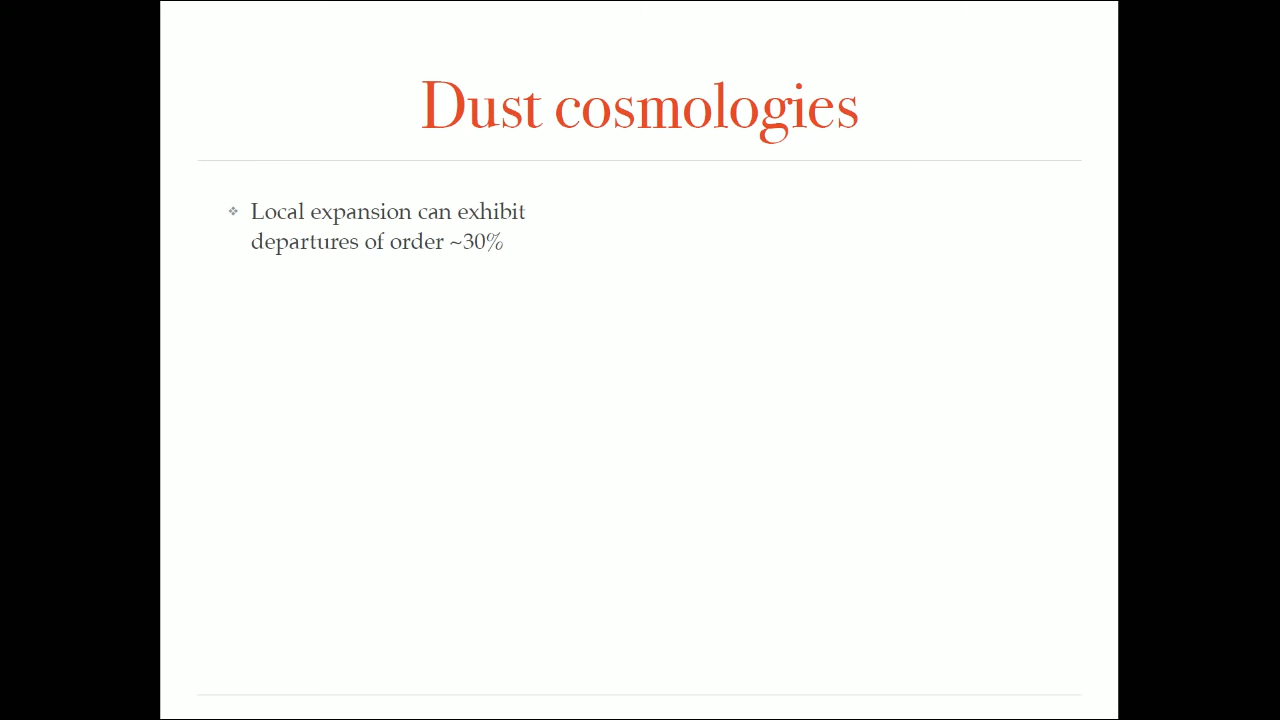 Dust cosmologies
Local expansion can exhibit
departures of order ~30%